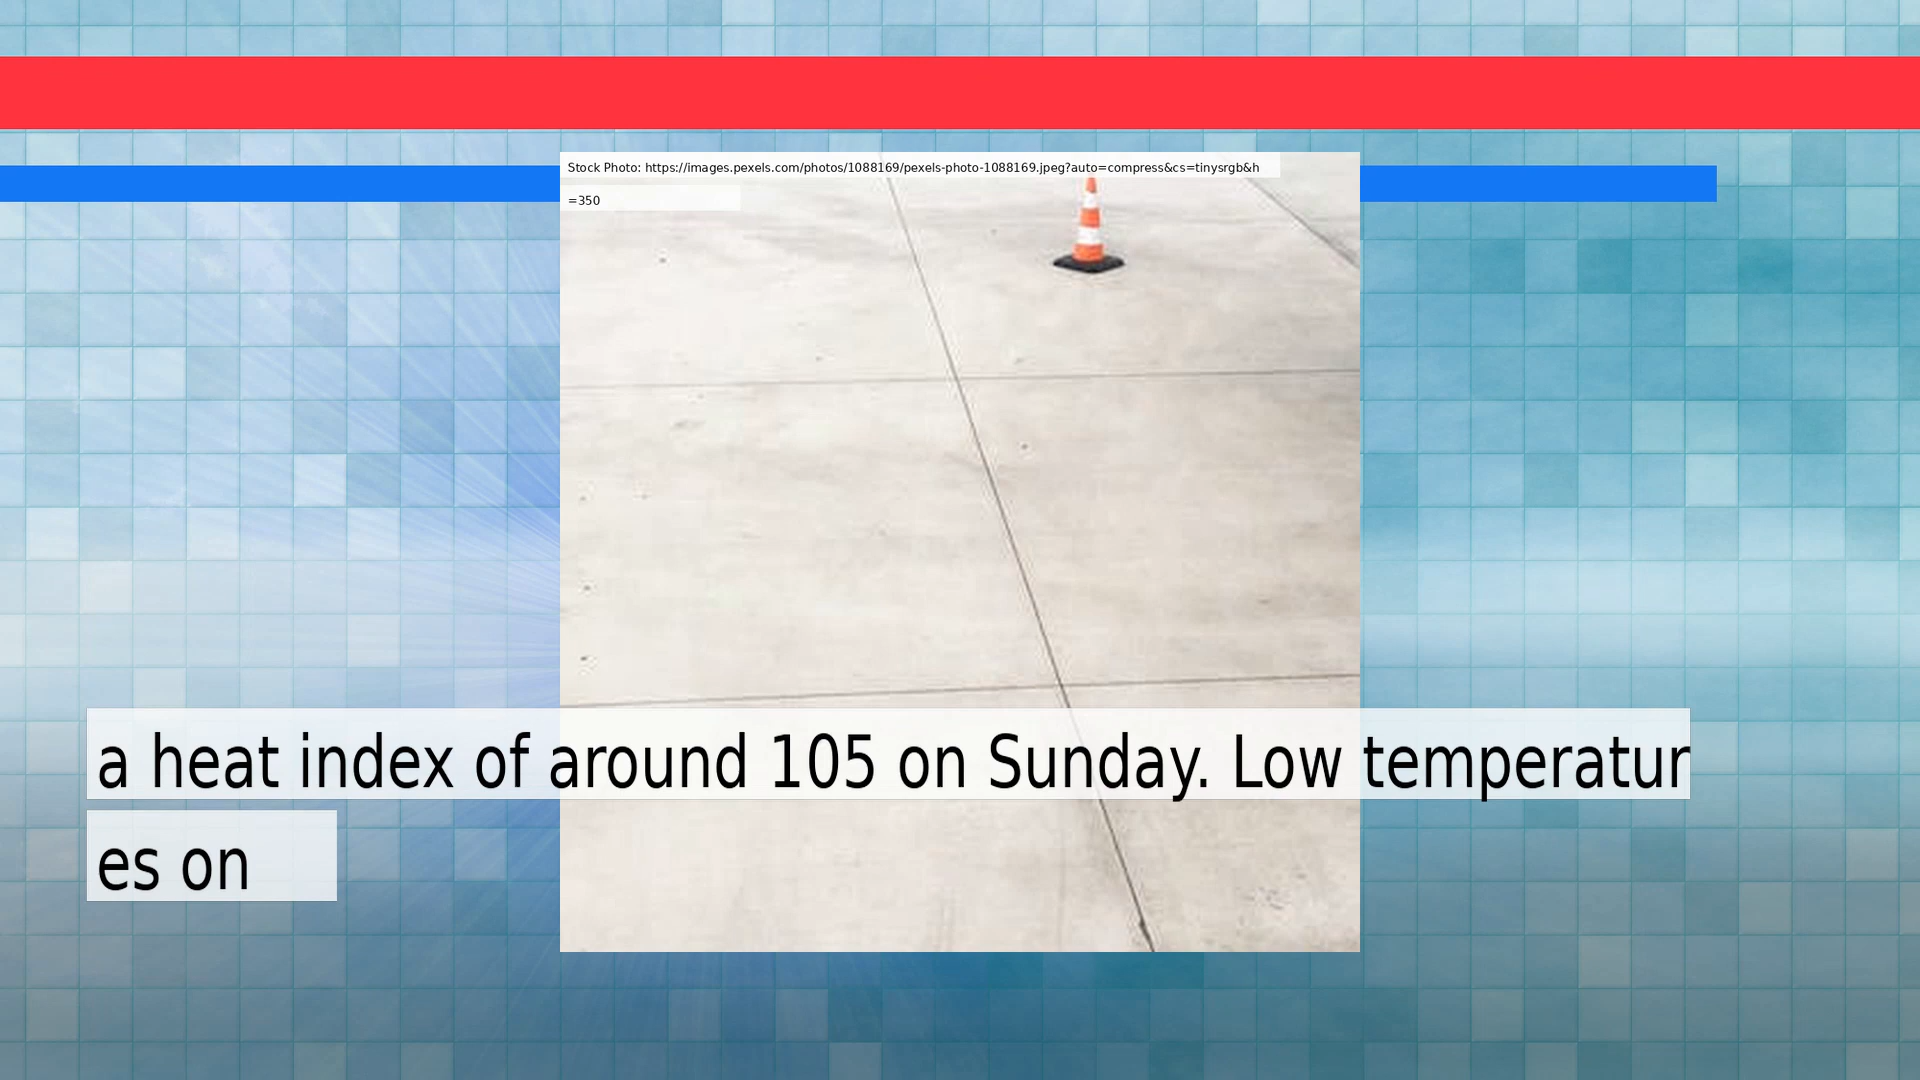 Stock Photo: https://images.pexels.com/photos/1088169/pexels-photo-1088169.jpeg?auto=compress&cs=tinysrgb&h
=350
a heat index of around 105 on Sunday. Low temperatur
es on